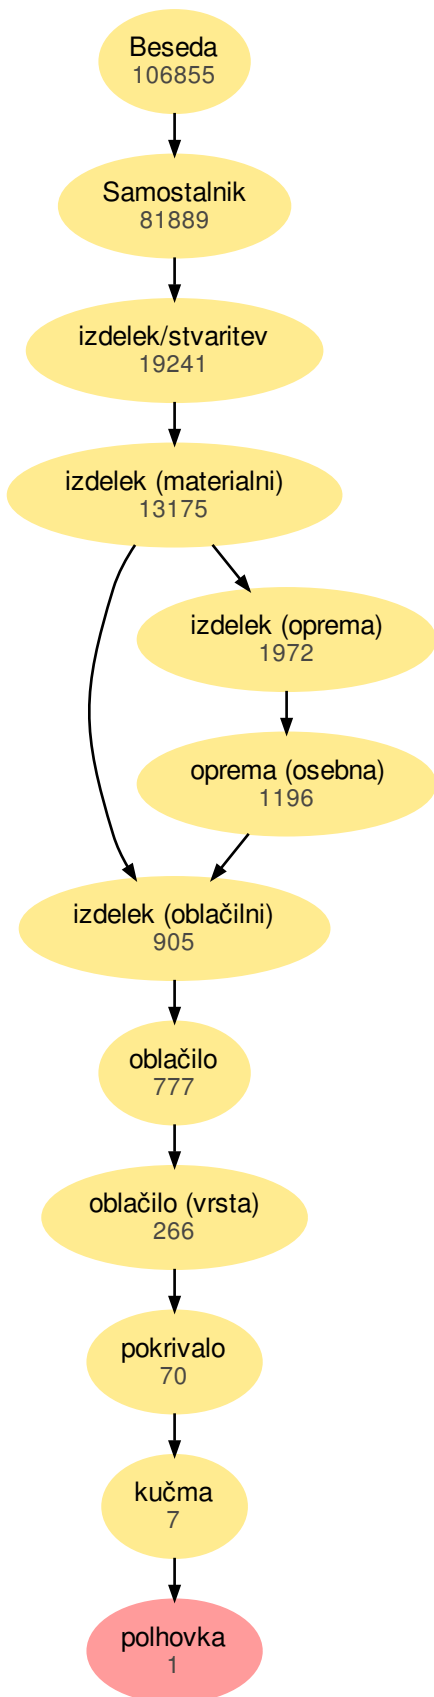 Beseda
106855
Samostalnik
81889
izdelek/stvaritev
19241
izdelek (materialni)
13175
izdelek (oprema)
1972
oprema (osebna)
1196
izdelek (oblačilni)
905
oblačilo
777
oblačilo (vrsta)
266
pokrivalo
70
kučma
7
polhovka
1